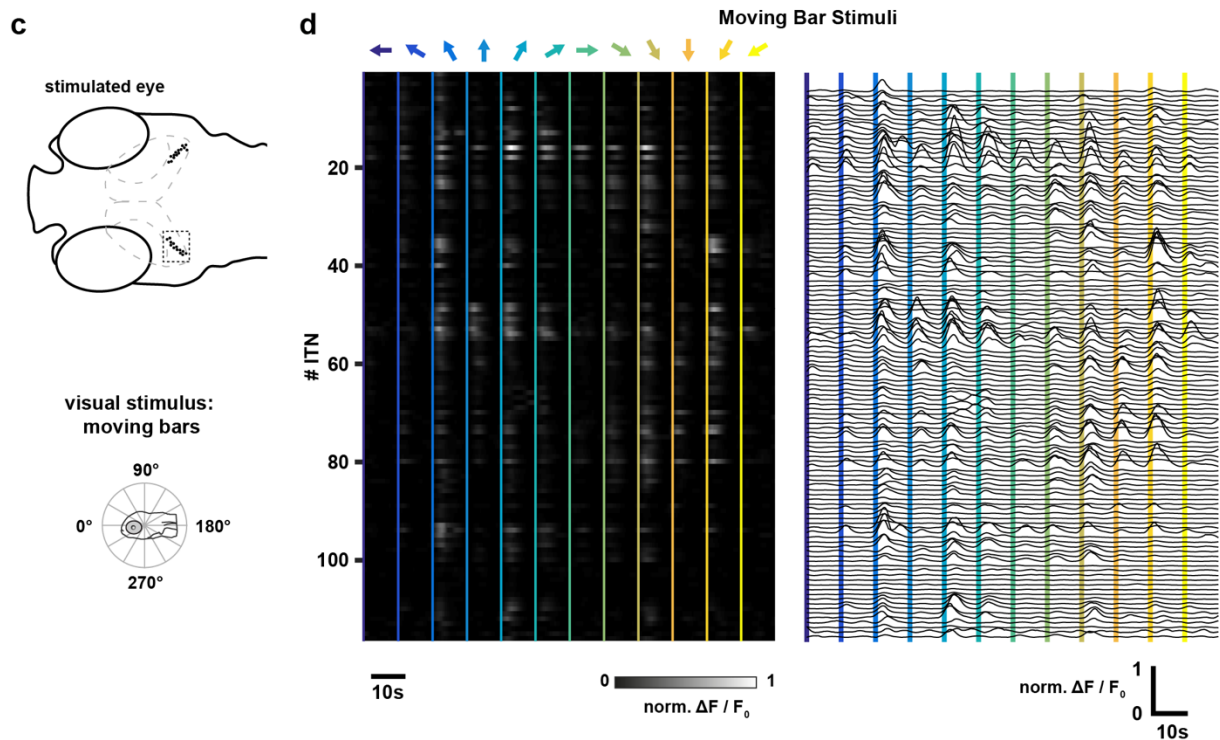 c
stimulated eye
visual stimulus:
moving bars
90°
0°
180°
270°
d
Moving Bar Stimuli
# ITN
20
40
60
80
100
10s
0
1
norm. ΔF / F₀
1
norm. ΔF / F₀
0
10s